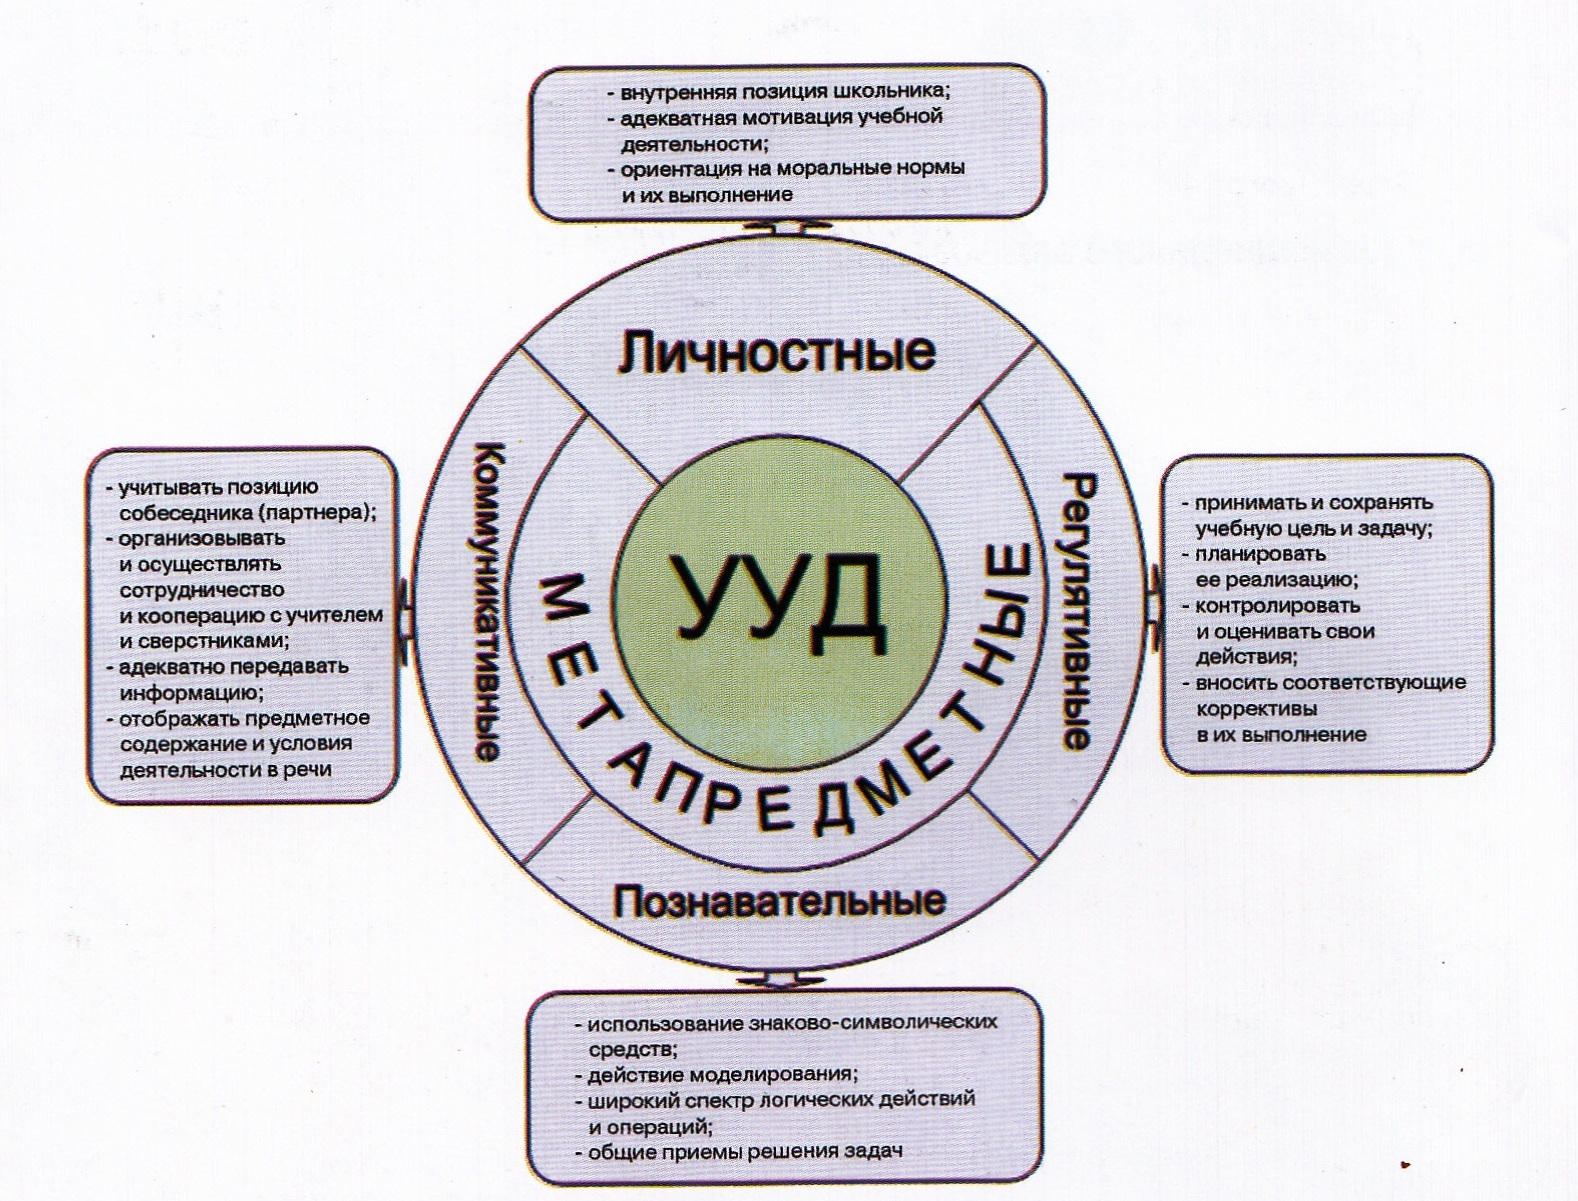 - внутренняя позиция школьника;
- адекватная мотивация учебной
деятельности;
- ориентация на моральные нормы
и их выполнение
Личностные
Коммуникативные
- учитывать позицию
собеседника (партнера);
- организовывать
и осуществлять
сотрудничество
и кооперацию с учителем
и сверстниками;
- адекватно передавать
информацию;
- отображать предметное
содержание и условия
деятельности в речи
УУД
МЕТАПРЕДМЕТНЫЕ
Регулятивные
- принимать и сохранять
учебную цель и задачу;
- планировать
ее реализацию;
- контролировать
и оценивать свои
действия;
- вносить соответствующие
коррективы
в их выполнение
Познавательные
- использование знаково-символических
средств;
- действие моделирования;
- широкий спектр логических действий
и операций;
- общие приемы решения задач